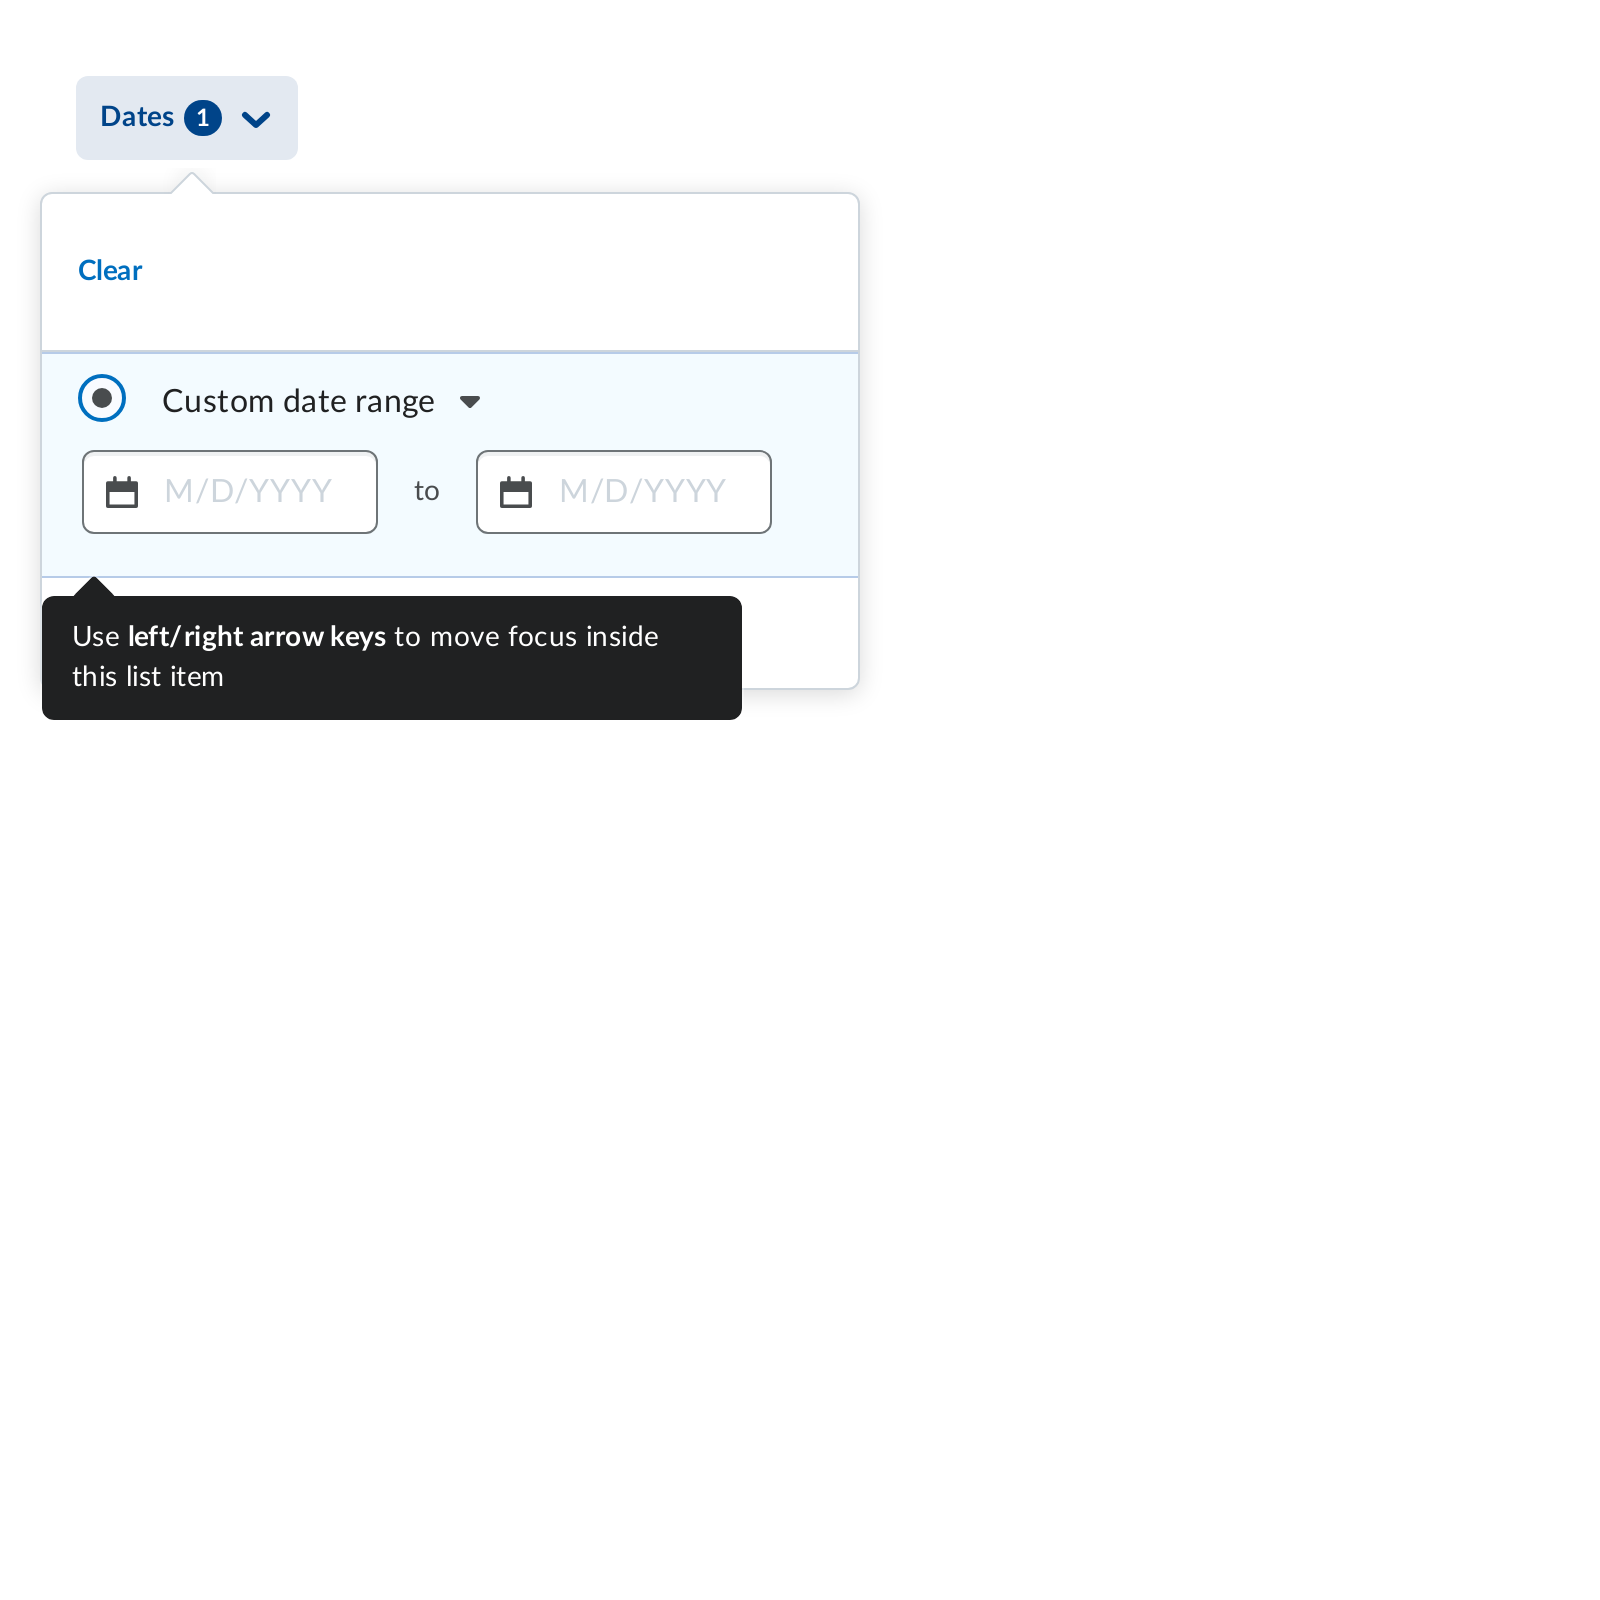 Dates 1
Clear
Custom date range
M/D/YYYY to M/D/YYYY
Use left/right arrow keys to move focus inside
this list item